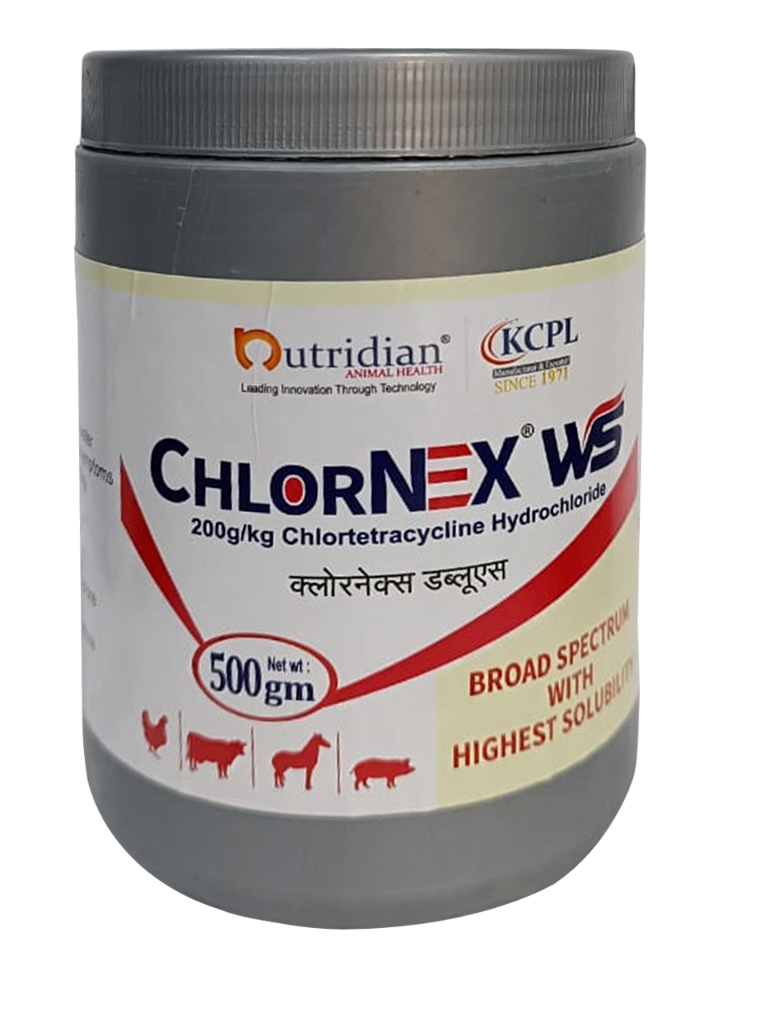 nutridian®
ANIMAL HEALTH
Leading Innovation Through Technology
KCPL
Manufacturer & Exporter
SINCE 1971
CHLORNEX® WS
200g/kg Chlortetracycline Hydrochloride
क्लोरनेक्स डब्लूएस
Net wt :
500gm
BROAD SPECTRUM
WITH
HIGHEST SOLUBILITY